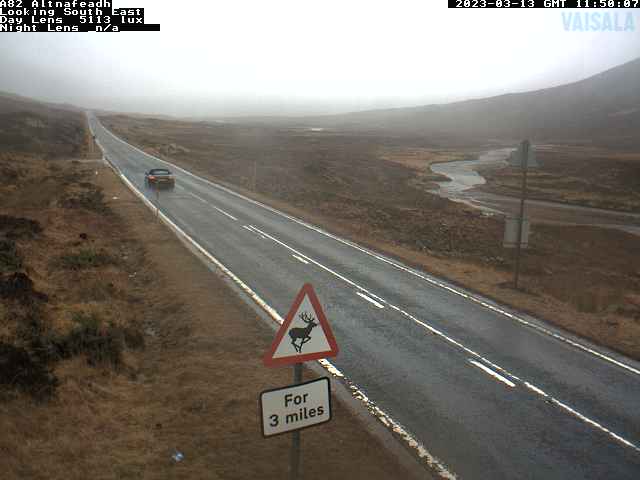 A82 Altnafeadh
Looking South East
Day Lens 5113 lux
Night Lens n/a
2023-03-13 GMT 11:50:07
VAISALA
For
3 miles